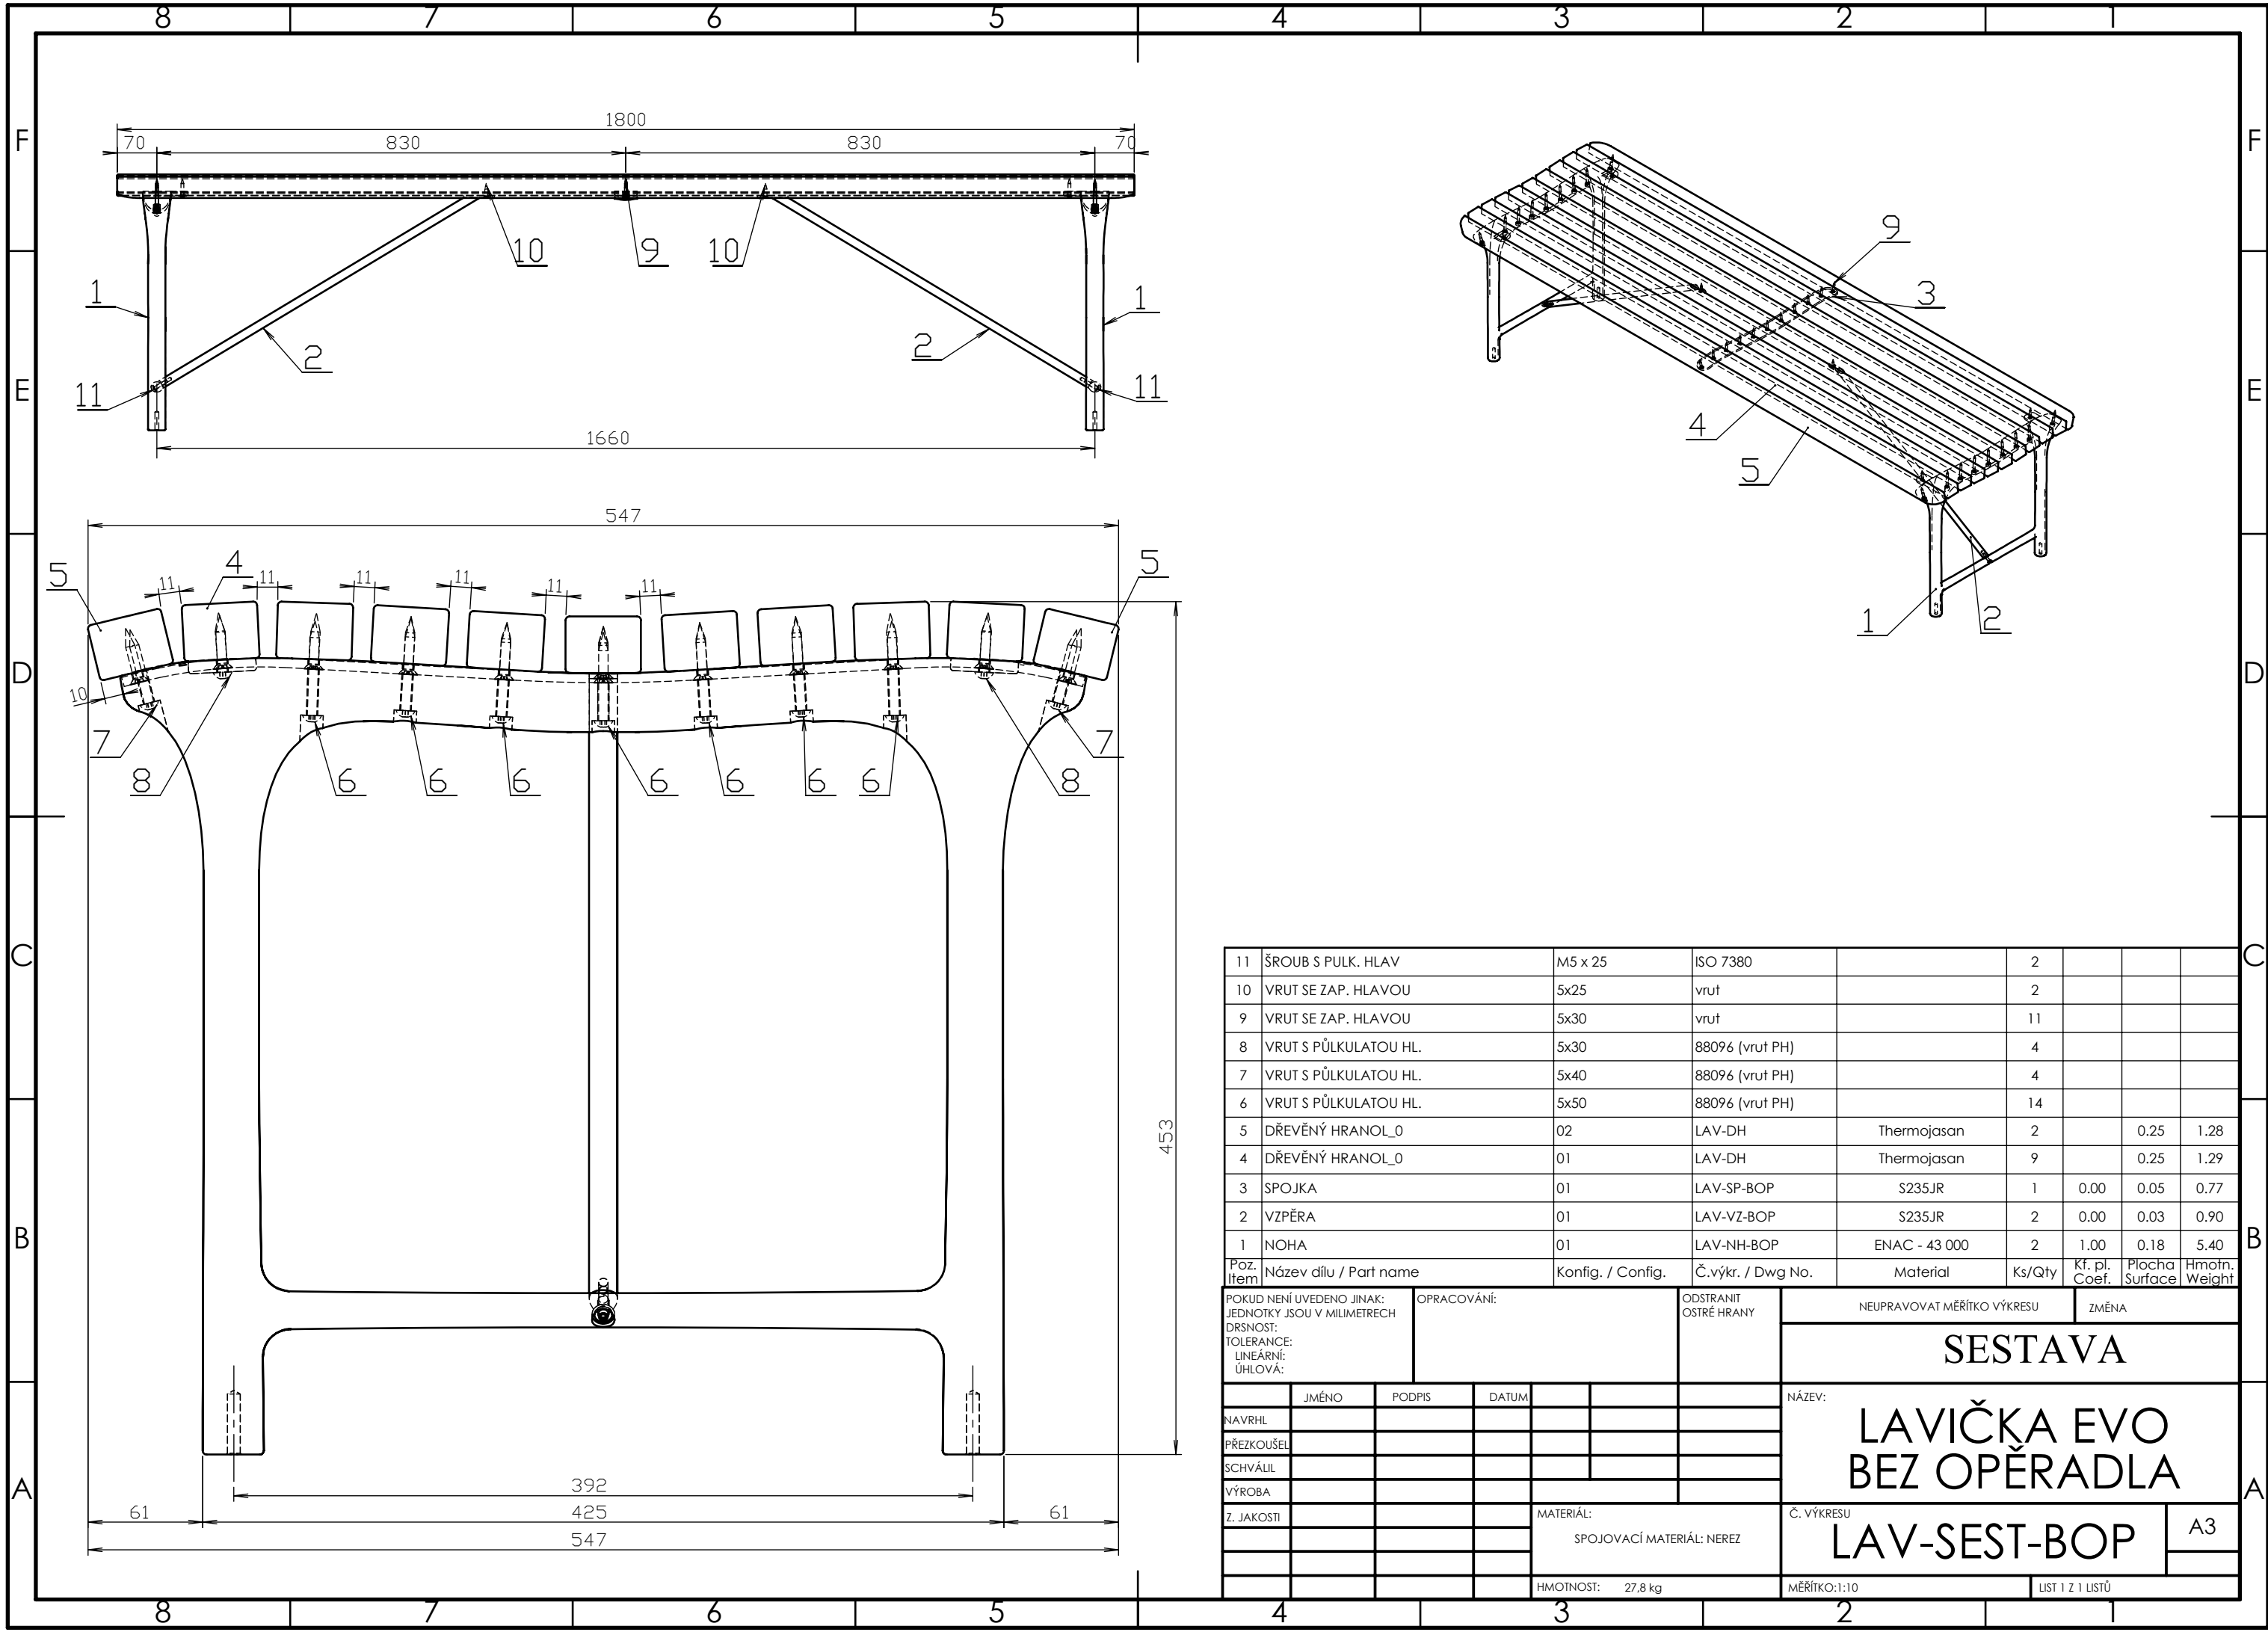 8 7 6 5 4 3 2 1
F F
1800
70 830 830 70
10 9 10
1 1
2 2
11 11
1660
9
3
4
5
1 2
E E
547
5 4 11 11 11 11 11 11 5
10
7 7
8 6 6 6 6 6 6 6 8
D D
453
C C
392
61 425 61
547
B B
A A
11 ŠROUB S PULK. HLAV M5 x 25 ISO 7380 2
10 VRUT SE ZAP. HLAVOU 5x25 vrut 2
9 VRUT SE ZAP. HLAVOU 5x30 vrut 11
8 VRUT S PŮLKULATOU HL. 5x30 88096 (vrut PH) 4
7 VRUT S PŮLKULATOU HL. 5x40 88096 (vrut PH) 4
6 VRUT S PŮLKULATOU HL. 5x50 88096 (vrut PH) 14
5 DŘEVĚNÝ HRANOL_0 02 LAV-DH Thermojasan 2 0.25 1.28
4 DŘEVĚNÝ HRANOL_0 01 LAV-DH Thermojasan 9 0.25 1.29
3 SPOJKA 01 LAV-SP-BOP S235JR 1 0.00 0.05 0.77
2 VZPĚRA 01 LAV-VZ-BOP S235JR 2 0.00 0.03 0.90
1 NOHA 01 LAV-NH-BOP ENAC - 43 000 2 1.00 0.18 5.40
Poz. Kf. pl. Plocha Hmotn.
Item Název dílu / Part name Konfig. / Config. Č.výkr. / Dwg No. Material Ks/Qty Coef. Surface Weight
POKUD NENÍ UVEDENO JINAK: OPRACOVÁNÍ: ODSTRANIT NEUPRAVOVAT MĚŘÍTKO VÝKRESU ZMĚNA
JEDNOTKY JSOU V MILIMETRECH OSTRÉ HRANY
DRSNOST:
TOLERANCE:
LINEÁRNÍ:
ÚHLOVÁ:
SESTAVA
JMÉNO PODPIS DATUM NÁZEV:
NAVRHL
PŘEZKOUŠEL
SCHVÁLIL
VÝROBA
LAVIČKA EVO
BEZ OPĚRADLA
Z. JAKOSTI MATERIÁL: Č. VÝKRESU
SPOJOVACÍ MATERIÁL: NEREZ LAV-SEST-BOP A3
HMOTNOST: 27,8 kg MĚŘÍTKO:1:10 LIST 1 Z 1 LISTŮ
8 7 6 5 4 3 2 1